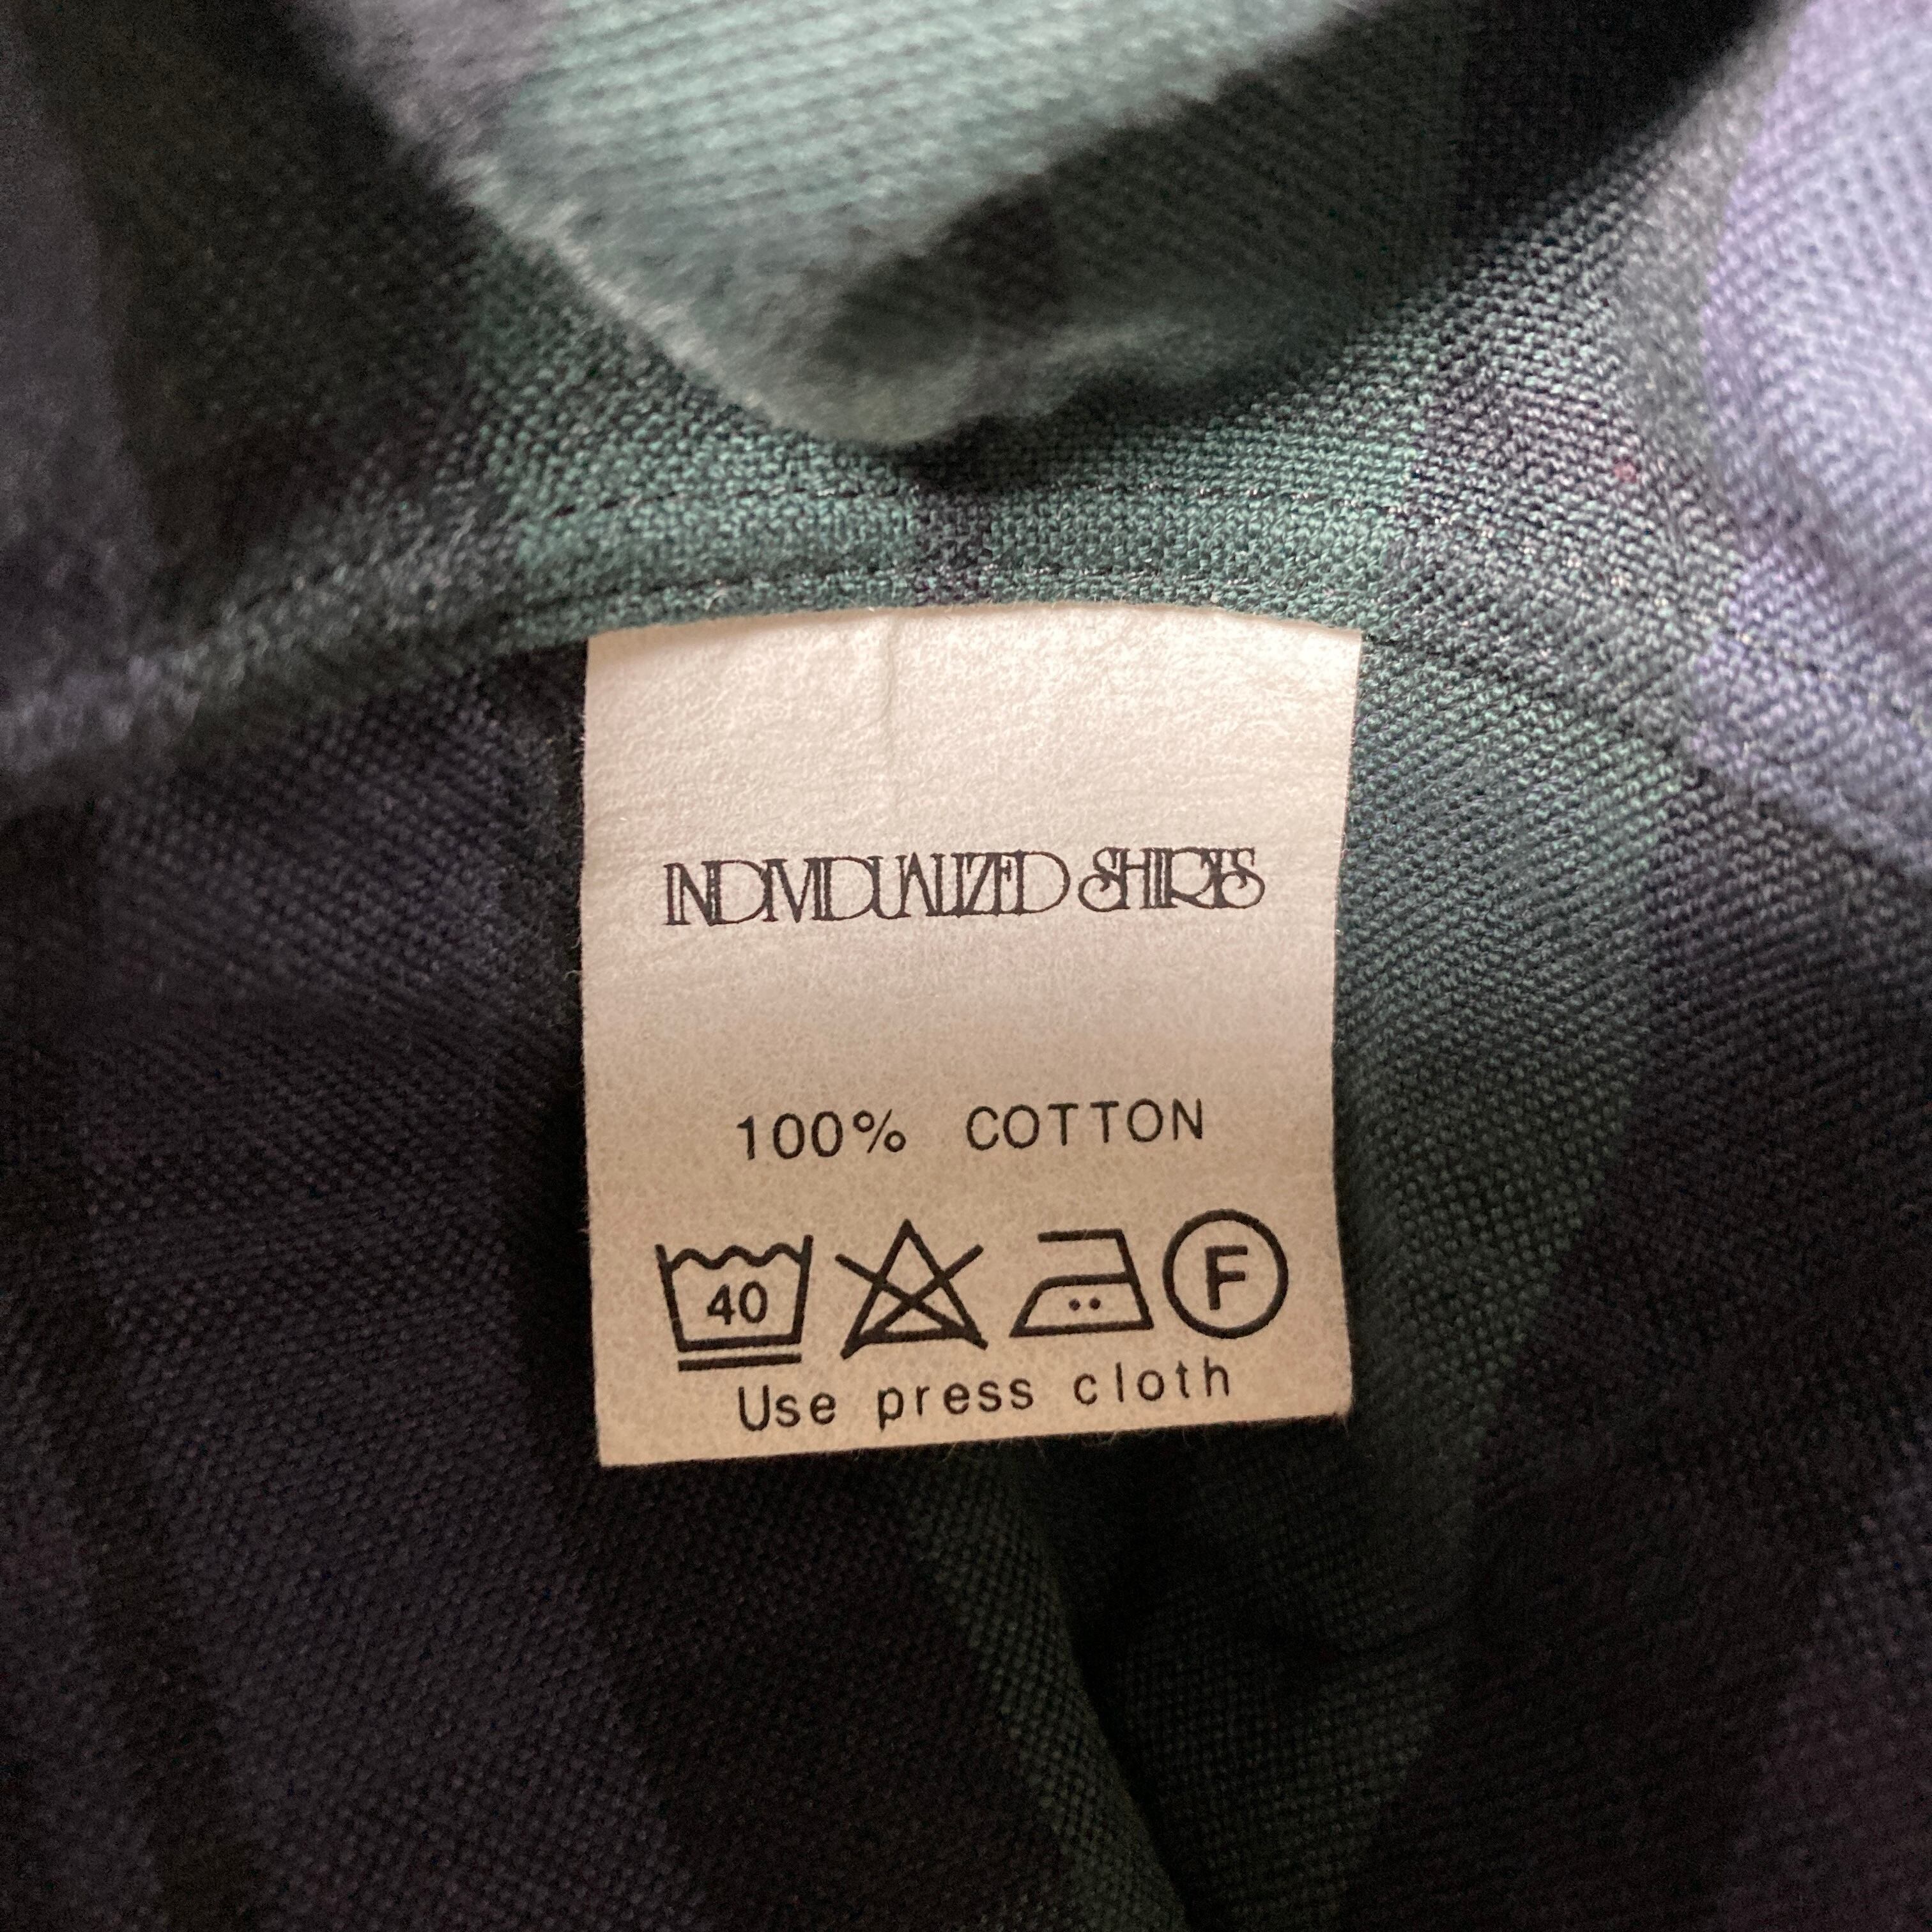 INDIVIDUALIZED SHIRTS
100% COTTON
40 F
Use press cloth